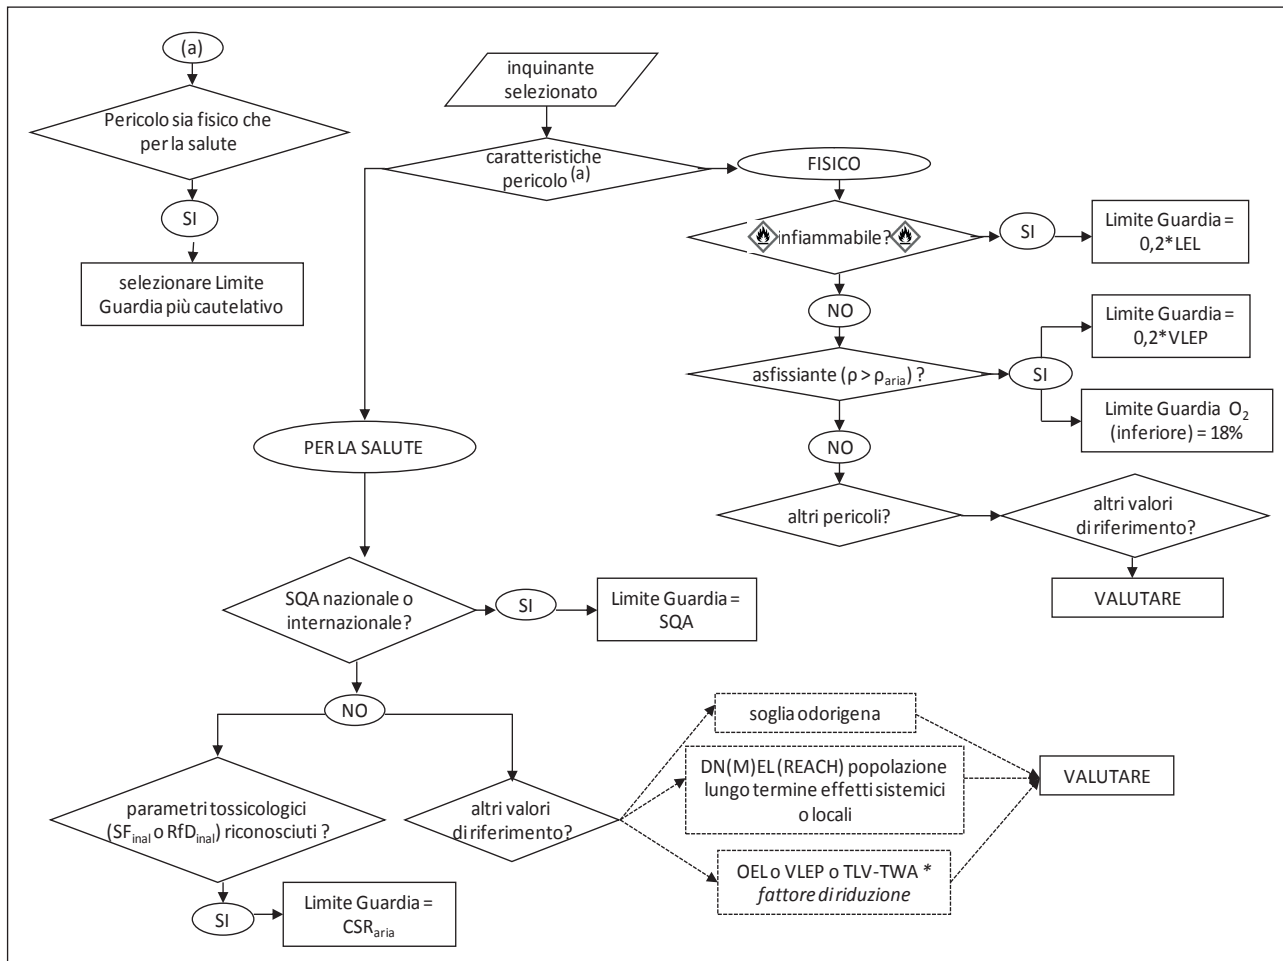 (a)
Pericolo sia fisico che
per la salute
SI
selezionare Limite
Guardia più cautelativo
inquinante
selezionato
caratteristiche
pericolo (a)
FISICO
infiammabile?
SI
Limite Guardia =
0,2*LEL
NO
asfissiante (ρ > ρaria) ?
SI
Limite Guardia =
0,2*VLEP
Limite Guardia O2
(inferiore) = 18%
NO
altri pericoli?
altri valori
di riferimento?
VALUTARE
PER LA SALUTE
SQA nazionale o
internazionale?
SI
Limite Guardia =
SQA
NO
parametri tossicologici
(SFinal o RfDinal) riconosciuti ?
SI
Limite Guardia =
CSRaria
altri valori
di riferimento?
soglia odorigena
DN(M)EL (REACH) popolazione
lungo termine effetti sistemici
o locali
OEL o VLEP o TLV-TWA *
fattore di riduzione
VALUTARE